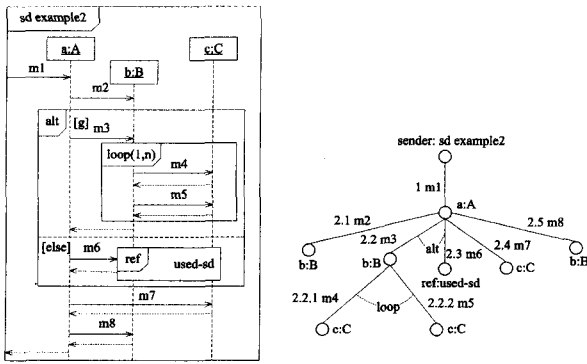 sd example2
a:A
c:C
b:B
m1
m2
alt
[g]
m3
loop(1,n)
m4
m5
[else]
m6
ref
used-sd
m7
m8
sender: sd example2
1 m1
a:A
2.1 m2
2.2 m3
alt
2.3 m6
2.4 m7
2.5 m8
b:B
b:B
ref:used-sd
c:C
b:B
2.2.1 m4
loop
2.2.2 m5
c:C
c:C